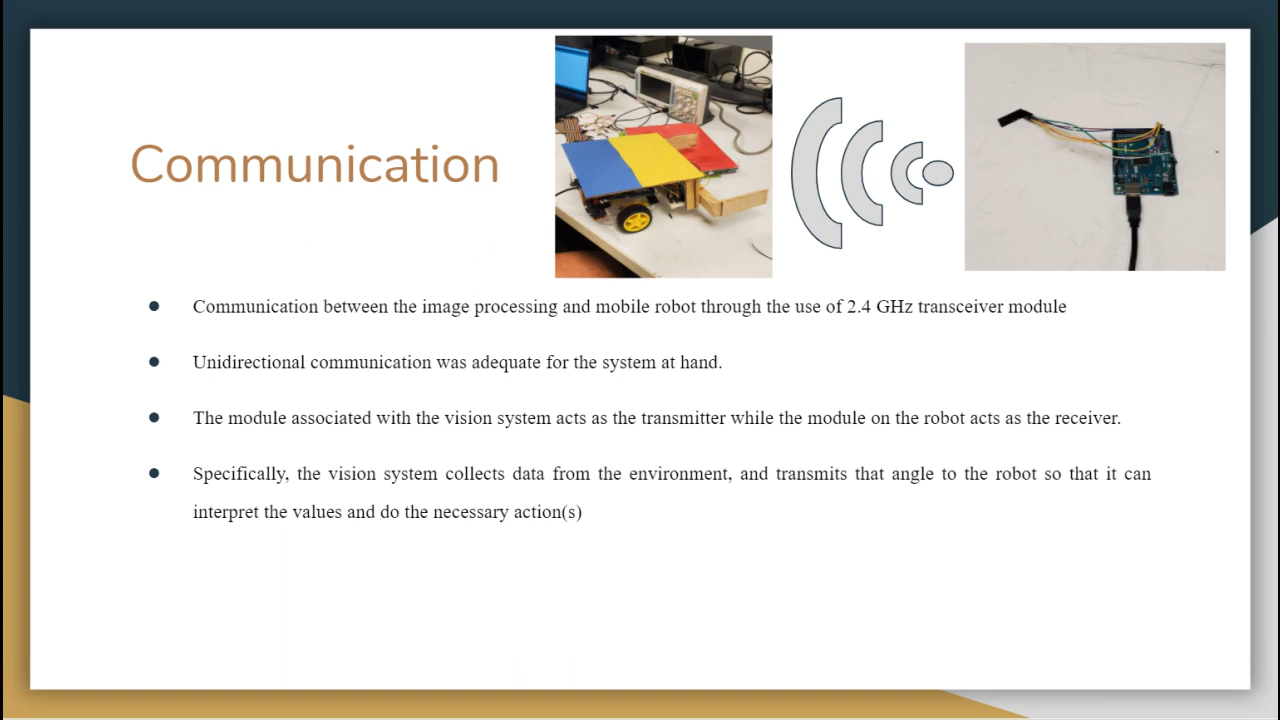 Communication
Communication between the image processing and mobile robot through the use of 2.4 GHz transceiver module
Unidirectional communication was adequate for the system at hand.
The module associated with the vision system acts as the transmitter while the module on the robot acts as the receiver.
Specifically, the vision system collects data from the environment, and transmits that angle to the robot so that it can
interpret the values and do the necessary action(s)